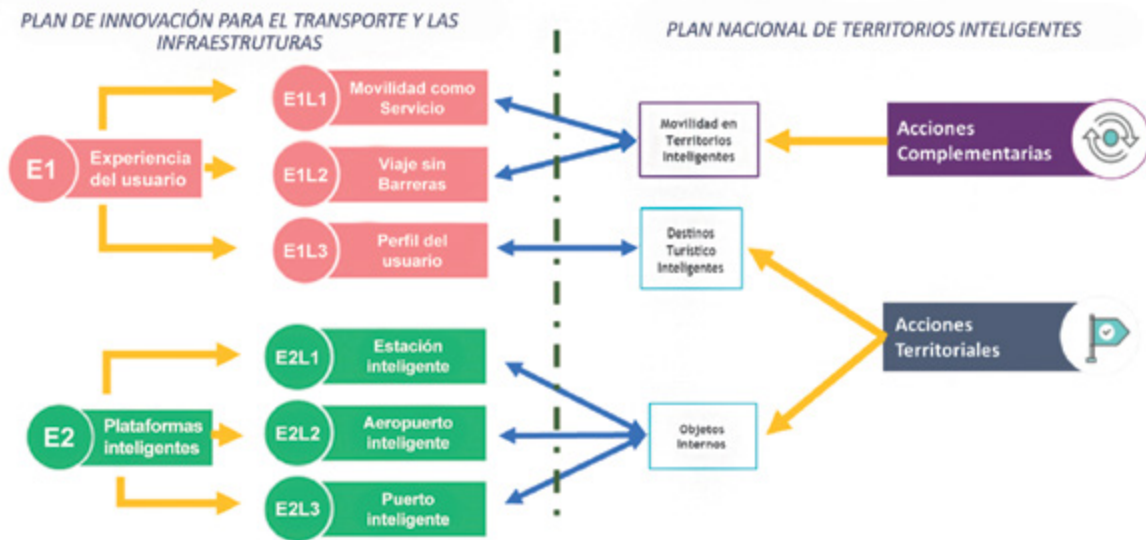 PLAN DE INNOVACIÓN PARA EL TRANSPORTE Y LAS
INFRAESTRUTURAS
PLAN NACIONAL DE TERRITORIOS INTELIGENTES
E1
Experiencia
del usuario
E1L1
Movilidad como
Servicio
E1L2
Viaje sin
Barreras
E1L3
Perfil del
usuario
Movilidad en
Territorios
Inteligentes
Acciones
Complementarias
Destinos
Turístico
Inteligentes
Acciones
Territoriales
E2
Plataformas
inteligentes
E2L1
Estación
inteligente
E2L2
Aeropuerto
inteligente
E2L3
Puerto
inteligente
Objetos
Internos